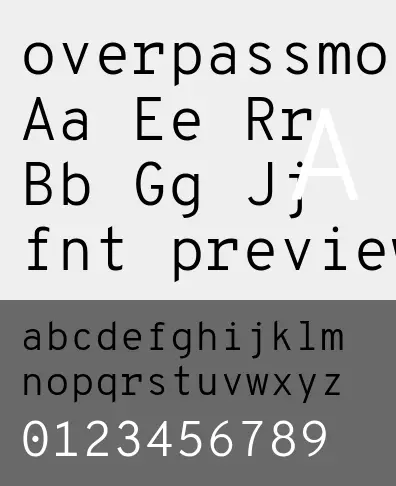 overpassmo
Aa Ee Rr
A
Bb Gg Jj
fnt preview
abcdefghijklm
nopqrstuvwxyz
0123456789